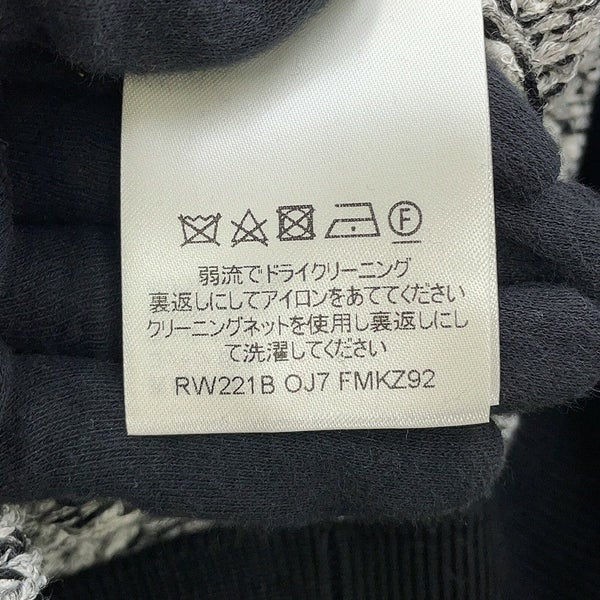 F
弱流でドライクリーニング
裏返しにしてアイロンをあててください
クリーニングネットを使用し裏返しにし
て洗濯してください
RW221B OJ7 FMKZ92